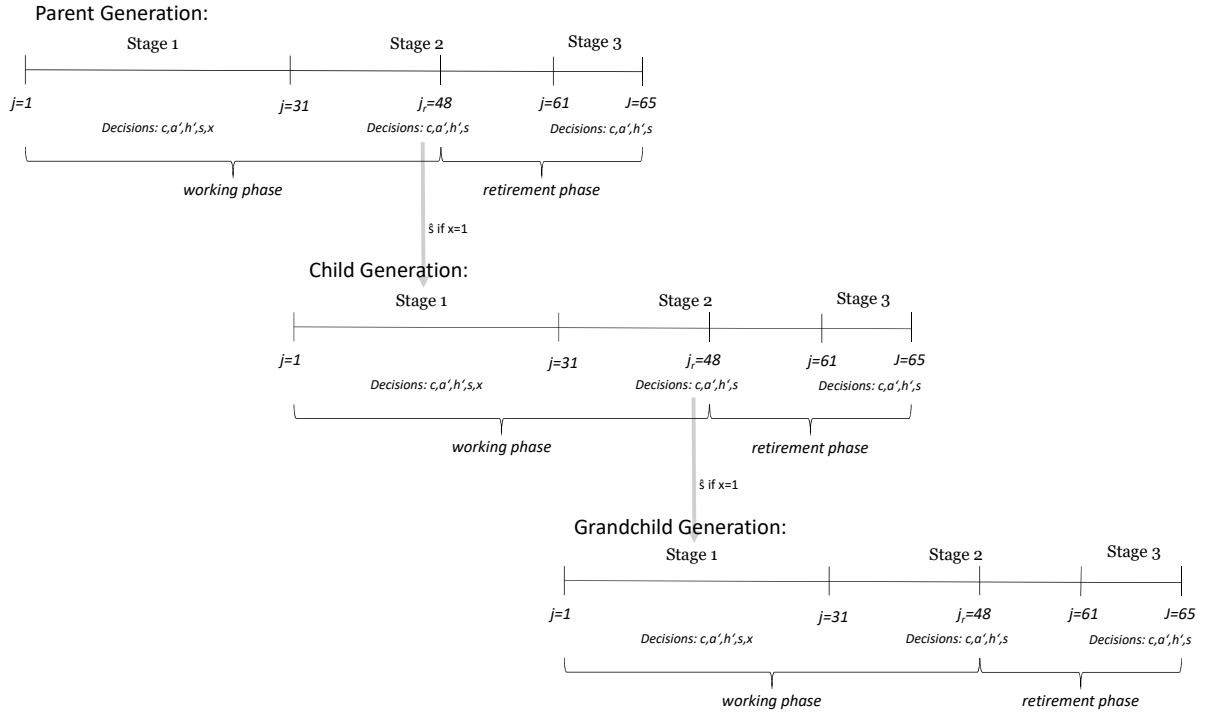 Parent Generation:
Stage 1 Stage 2 Stage 3
j=1 j=31 jᵣ=48 j=61 J=65
Decisions: c,a‘,h‘,s,x Decisions: c,a‘,h‘,s Decisions: c,a‘,h‘,s
working phase retirement phase
ŝ if x=1
Child Generation:
Stage 1 Stage 2 Stage 3
j=1 j=31 jᵣ=48 j=61 J=65
Decisions: c,a‘,h‘,s,x Decisions: c,a‘,h‘,s Decisions: c,a‘,h‘,s
working phase retirement phase
ŝ if x=1
Grandchild Generation:
Stage 1 Stage 2 Stage 3
j=1 j=31 jᵣ=48 j=61 J=65
Decisions: c,a‘,h‘,s,x Decisions: c,a‘,h‘,s Decisions: c,a‘,h‘,s
working phase retirement phase